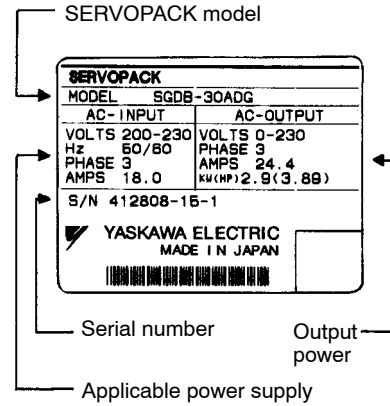 SERVOPACK model
SERVOPACK
MODEL SGDB-30ADG
AC-INPUT AC-OUTPUT
VOLTS 200-230 VOLTS 0-230
Hz 50/60 PHASE 3
PHASE 3 AMPS 24.4
AMPS 18.0 KW(HP) 2.9(3.89)
S/N 412808-15-1
YASKAWA ELECTRIC
MADE IN JAPAN
Serial number
Output power
Applicable power supply